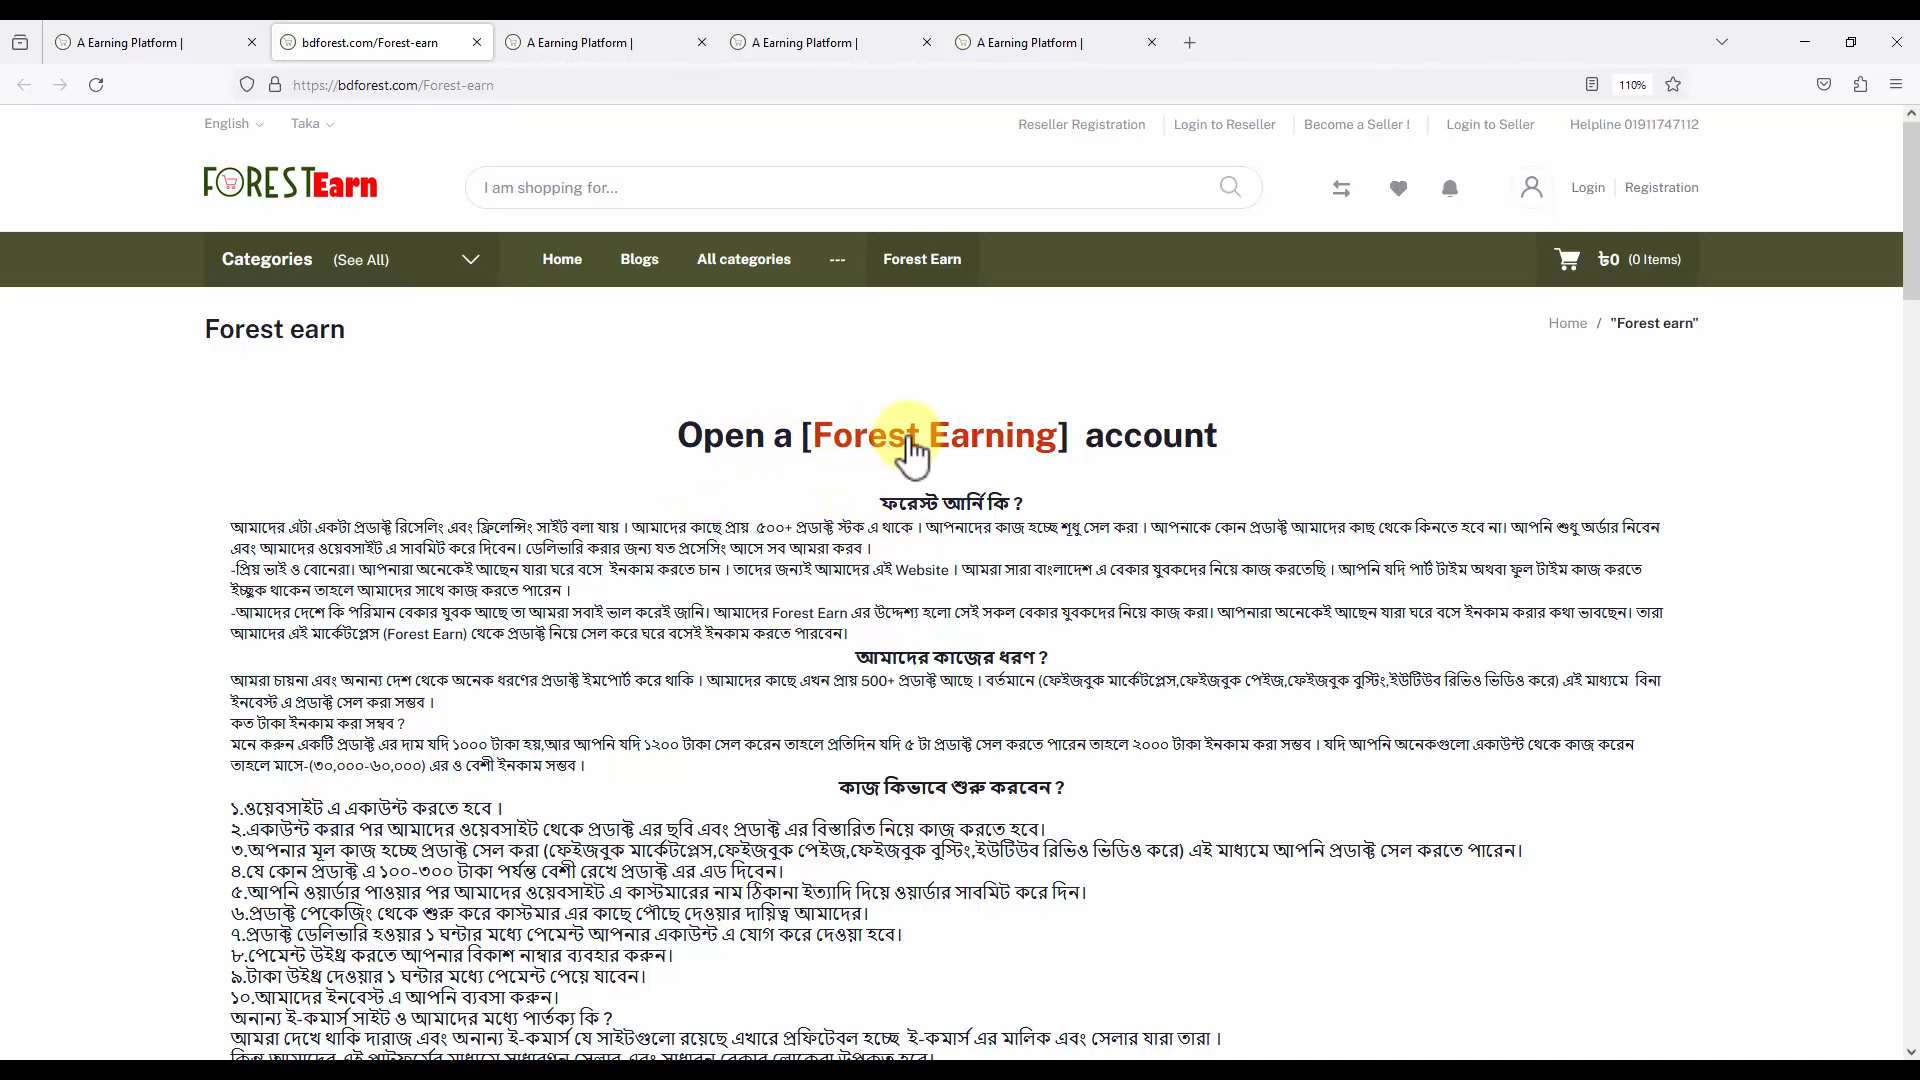 A Earning Platform |
bdforest.com/Forest-earn
A Earning Platform |
A Earning Platform |
A Earning Platform |
https://bdforest.com/Forest-earn
110%
English
Taka
Reseller Registration
Login to Reseller
Become a Seller !
Login to Seller
Helpline 01911747112
FORESTEarn
I am shopping for...
Login
Registration
Categories (See All)
Home
Blogs
All categories
---
Forest Earn
৳0 (0 Items)
Forest earn
Home / "Forest earn"
Open a [Forest Earning] account
ফরেস্ট আর্নি কি ?
আমাদের এটা একটা প্রডাক্ট রিসেলিং এবং ফ্রিলেন্সিং সাইট বলা যায় । আমাদের কাছে প্রায় ৫০০+ প্রডাক্ট স্টক এ থাকে । আপনাদের কাজ হচ্ছে শুধু সেল করা । আপনাকে কোন প্রডাক্ট আমাদের কাছ থেকে কিনতে হবে না। আপনি শুধু অর্ডার নিবেন
এবং আমাদের ওয়েবসাইট এ সাবমিট করে দিবেন। ডেলিভারি করার জন্য যত প্রসেসিং আসে সব আমরা করব ।
-প্রিয় ভাই ও বোনেরা। আপনারা অনেকেই আছেন যারা ঘরে বসে ইনকাম করতে চান । তাদের জন্যই আমাদের এই Website । আমরা সারা বাংলাদেশ এ বেকার যুবকদের নিয়ে কাজ করতেছি । আপনি যদি পার্ট টাইম অথবা ফুল টাইম কাজ করতে
ইচ্ছুক থাকেন তাহলে আমাদের সাথে কাজ করতে পারেন ।
-আমাদের দেশে কি পরিমান বেকার যুবক আছে তা আমরা সবাই ভাল করেই জানি। আমাদের Forest Earn এর উদ্দেশ্য হলো সেই সকল বেকার যুবকদের নিয়ে কাজ করা। আপনারা অনেকেই আছেন যারা ঘরে বসে ইনকাম করার কথা ভাবছেন। তারা
আমাদের এই মার্কেটপ্লেস (Forest Earn) থেকে প্রডাক্ট নিয়ে সেল করে ঘরে বসেই ইনকাম করতে পারবেন।
আমাদের কাজের ধরণ ?
আমরা চায়না এবং অনান্য দেশ থেকে অনেক ধরণের প্রডাক্ট ইমপোর্ট করে থাকি । আমাদের কাছে এখন প্রায় 500+ প্রডাক্ট আছে । বর্তমানে (ফেইজবুক মার্কেটপ্লেস,ফেইজবুক পেইজ,ফেইজবুক বুস্টিং,ইউটিউব রিভিও ভিডিও করে) এই মাধ্যমে বিনা
ইনবেস্ট এ প্রডাক্ট সেল করা সম্ভব ।
কত টাকা ইনকাম করা সম্বব ?
মনে করুন একটি প্রডাক্ট এর দাম যদি ১০০০ টাকা হয়,আর আপনি যদি ১২০০ টাকা সেল করেন তাহলে প্রতিদিন যদি ৫ টা প্রডাক্ট সেল করতে পারেন তাহলে ২০০০ টাকা ইনকাম করা সম্ভব । যদি আপনি অনেকগুলো একাউন্ট থেকে কাজ করেন
তাহলে মাসে-(৩০,০০০-৬০,০০০) এর ও বেশী ইনকাম সম্ভব ।
কাজ কিভাবে শুরু করবেন ?
১.ওয়েবসাইট এ একাউন্ট করতে হবে ।
২.একাউন্ট করার পর আমাদের ওয়েবসাইট থেকে প্রডাক্ট এর ছবি এবং প্রডাক্ট এর বিস্তারিত নিয়ে কাজ করতে হবে।
৩.অপনার মূল কাজ হচ্ছে প্রডাক্ট সেল করা (ফেইজবুক মার্কেটপ্লেস,ফেইজবুক পেইজ,ফেইজবুক বুস্টিং,ইউটিউব রিভিও ভিডিও করে) এই মাধ্যমে আপনি প্রডাক্ট সেল করতে পারেন।
৪.যে কোন প্রডাক্ট এ ১০০-৩০০ টাকা পর্যন্ত বেশী রেখে প্রডাক্ট এর এড দিবেন।
৫.আপনি ওয়ার্ডার পাওয়ার পর আমাদের ওয়েবসাইট এ কাস্টমারের নাম ঠিকানা ইত্যাদি দিয়ে ওয়ার্ডার সাবমিট করে দিন।
৬.প্রডাক্ট পেকেজিং থেকে শুরু করে কাস্টমার এর কাছে পৌছে দেওয়ার দায়িত্ব আমাদের।
৭.প্রডাক্ট ডেলিভারি হওয়ার ১ ঘন্টার মধ্যে পেমেন্ট আপনার একাউন্ট এ যোগ করে দেওয়া হবে।
৮.পেমেন্ট উইথ্র করতে আপনার বিকাশ নাম্বার ব্যবহার করুন।
৯.টাকা উইথ্র দেওয়ার ১ ঘন্টার মধ্যে পেমেন্ট পেয়ে যাবেন।
১০.আমাদের ইনবেস্ট এ আপনি ব্যবসা করুন।
অনান্য ই-কমার্স সাইট ও আমাদের মধ্যে পার্তক্য কি ?
আমরা দেখে থাকি দারাজ এবং অনান্য ই-কমার্স যে সাইটগুলো রয়েছে এখারে প্রফিটেবল হচ্ছে ই-কমার্স এর মালিক এবং সেলার যারা তারা ।
কিন্তু আমাদের এই প্লাটফর্মের মাধ্যমে সাধারণন সেলার এবং সাধারন বেকার লোকেরা উপকৃত হবে।